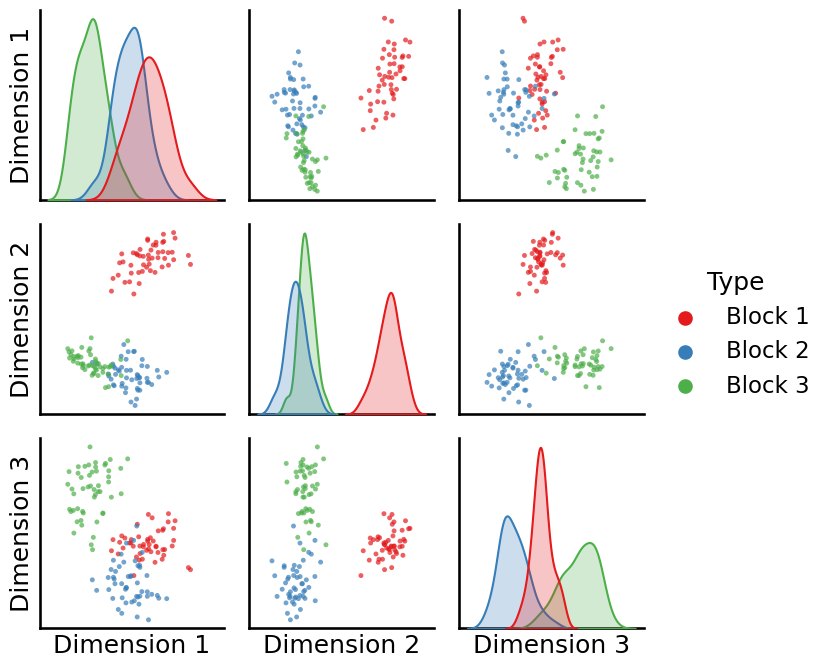 Dimension 1
Dimension 2
Dimension 3
Dimension 1
Dimension 2
Dimension 3
Type
Block 1
Block 2
Block 3